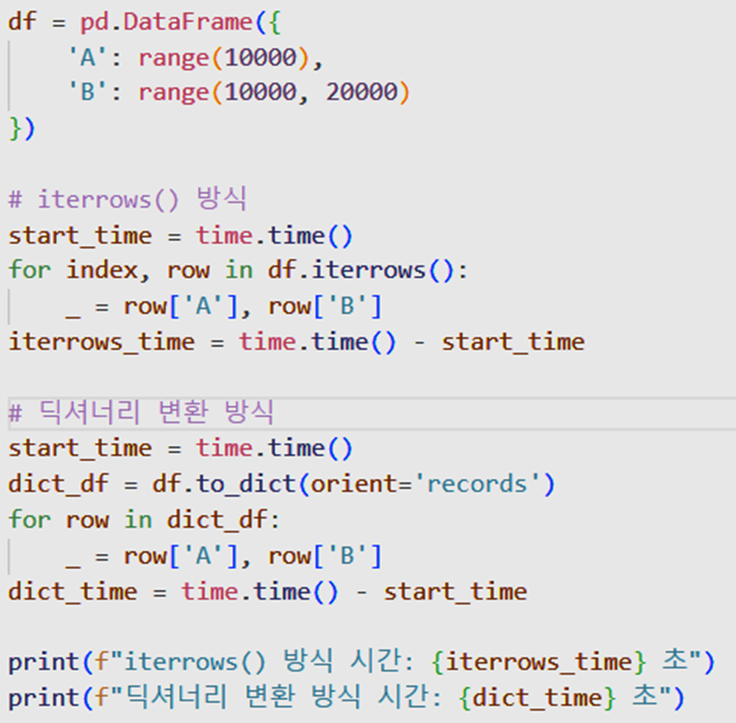 df = pd.DataFrame({
    'A': range(10000),
    'B': range(10000, 20000)
})

# iterrows() 방식
start_time = time.time()
for index, row in df.iterrows():
    _ = row['A'], row['B']
iterrows_time = time.time() - start_time

# 딕셔너리 변환 방식
start_time = time.time()
dict_df = df.to_dict(orient='records')
for row in dict_df:
    _ = row['A'], row['B']
dict_time = time.time() - start_time

print(f"iterrows() 방식 시간: {iterrows_time} 초")
print(f"딕셔너리 변환 방식 시간: {dict_time} 초")